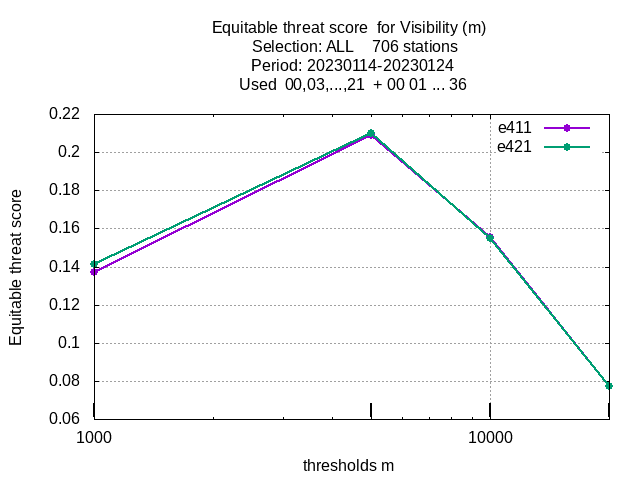 Equitable threat score  for Visibility (m)
Selection: ALL    706 stations
Period: 20230114-20230124
Used  00,03,...,21  + 00 01 ... 36
e411
e421
0.22
0.2
0.18
0.16
0.14
0.12
0.1
0.08
0.06
Equitable threat score
1000
10000
thresholds m